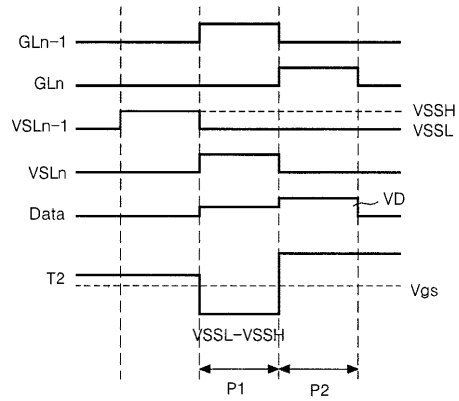 GLn-1
GLn
VSSH
VSLn-1
VSSL
VSLn
Data
VD
T2
Vgs
VSSL-VSSH
P1
P2